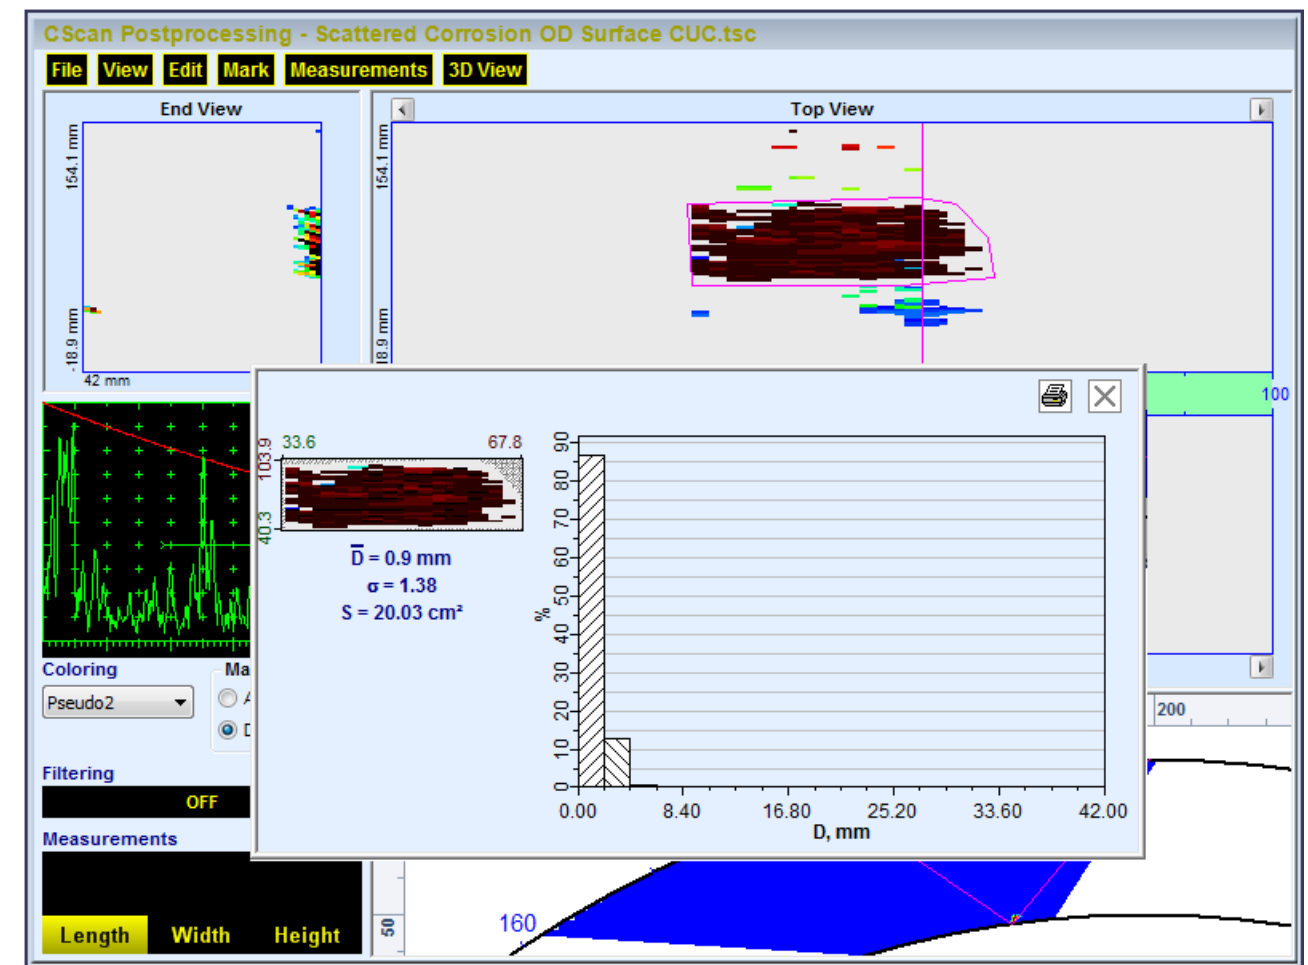 CScan Postprocessing - Scattered Corrosion OD Surface CUC.tsc
File View Edit Mark Measurements 3D View
End View
154.1 mm
-18.9 mm
42 mm
Top View
154.1 mm
18.9 mm
100
33.6 67.8
103.9
40.3
D̅ = 0.9 mm
σ = 1.38
S = 20.03 cm²
%
90
80
70
60
50
40
30
20
10
0
0.00 8.40 16.80 25.20 33.60 42.00
D, mm
Coloring
Pseudo2
Ma
Filtering
OFF
Measurements
Length Width Height
200
50
160